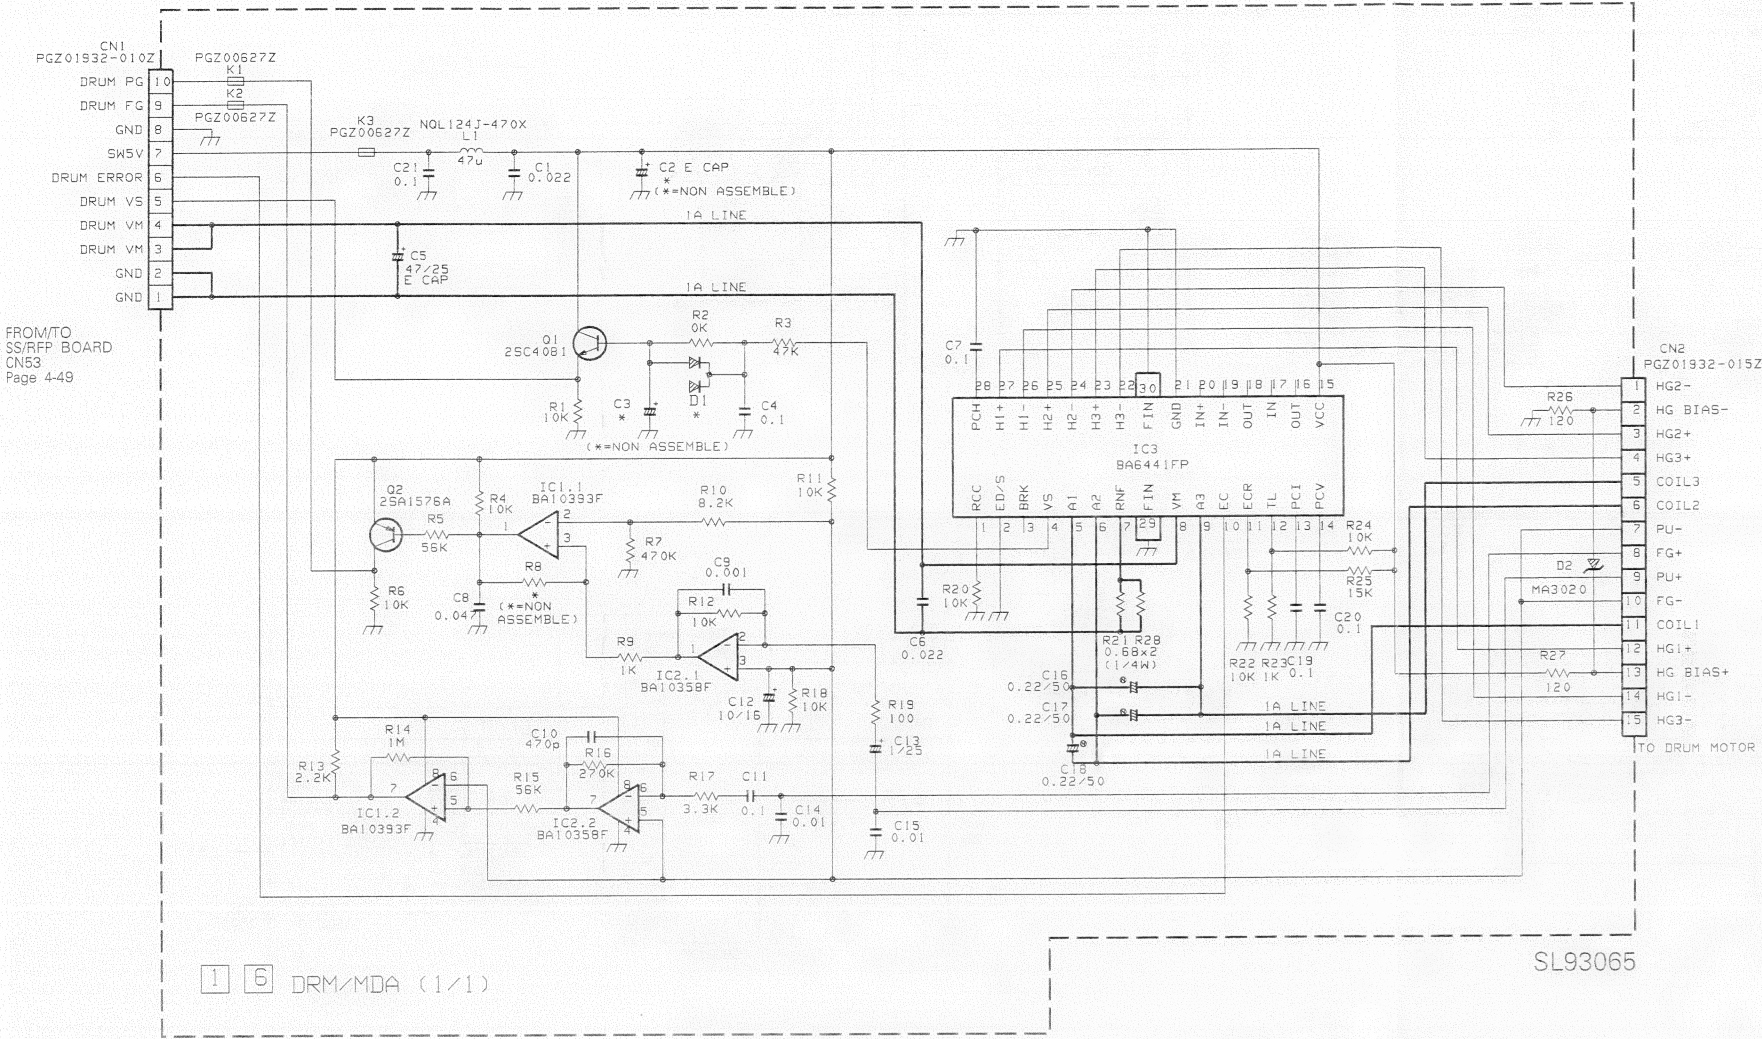 CN1
PGZ01932-010Z
DRUM PG 10
DRUM FG 9
GND 8
SW5V 7
DRUM ERROR 6
DRUM VS 5
DRUM VM 4
DRUM VM 3
GND 2
GND 1
FROM/TO
SS/RFP BOARD
CN53
Page 4-49
PGZ00627Z
K1
K2
PGZ00627Z
K3
PGZ00627Z
NQL124J-470X
L1
47u
C21
0.1
C1
0.022
C2 E CAP
*
(*=NON ASSEMBLE)
1A LINE
C5
47/25
E CAP
1A LINE
Q1
2SC4081
R2
0K
R3
47K
R1
10K
C3
*
D1
*
C4
0.1
(*=NON ASSEMBLE)
C7
0.1
28 27 26 25 24 23 22 30 21 20 19 18 17 16 15
PCH H1+ H1- H2+ H2- H3+ H3- FIN GND IN+ IN- OUT IN OUT VCC
IC3
BA6441FP
RCC ED/S BRK VS A1 A2 RNF FIN VM A3 EC ECR TL PCI PCV
1 2 3 4 5 6 7 29 8 9 10 11 12 13 14
Q2
2SA1576A
R4
10K
R5
56K
IC1.1
BA10393F
1
2
3
R10
8.2K
R11
10K
R7
470K
R8
*
(*=NON
ASSEMBLE)
R6
10K
C8
0.047
C9
0.001
R12
10K
R9
1K
1
2
3
IC2.1
BA10358F
C12
10/16
R18
10K
R19
100
C13
1/25
C6
0.022
R20
10K
R21 R28
0.68x2
(1/4W)
R24
10K
R25
15K
C20
0.1
R22
10K
R23
1K
C19
0.1
C16
0.22/50
C17
0.22/50
C18
0.22/50
1A LINE
1A LINE
1A LINE
R14
1M
R13
2.2K
7
8
6
5
4
IC1.2
BA10393F
R15
56K
C10
470p
R16
270K
7
8
6
5
4
IC2.2
BA10358F
R17
3.3K
C11
0.1
C14
0.01
C15
0.01
CN2
PGZ01932-015Z
R26
120
D2
MA3020
R27
120
1 HG2-
2 HG BIAS-
3 HG2+
4 HG3+
5 COIL3
6 COIL2
7 PU-
8 FG+
9 PU+
10 FG-
11 COIL1
12 HG1+
13 HG BIAS+
14 HG1-
15 HG3-
TO DRUM MOTOR
1 6 DRM/MDA (1/1)
SL93065